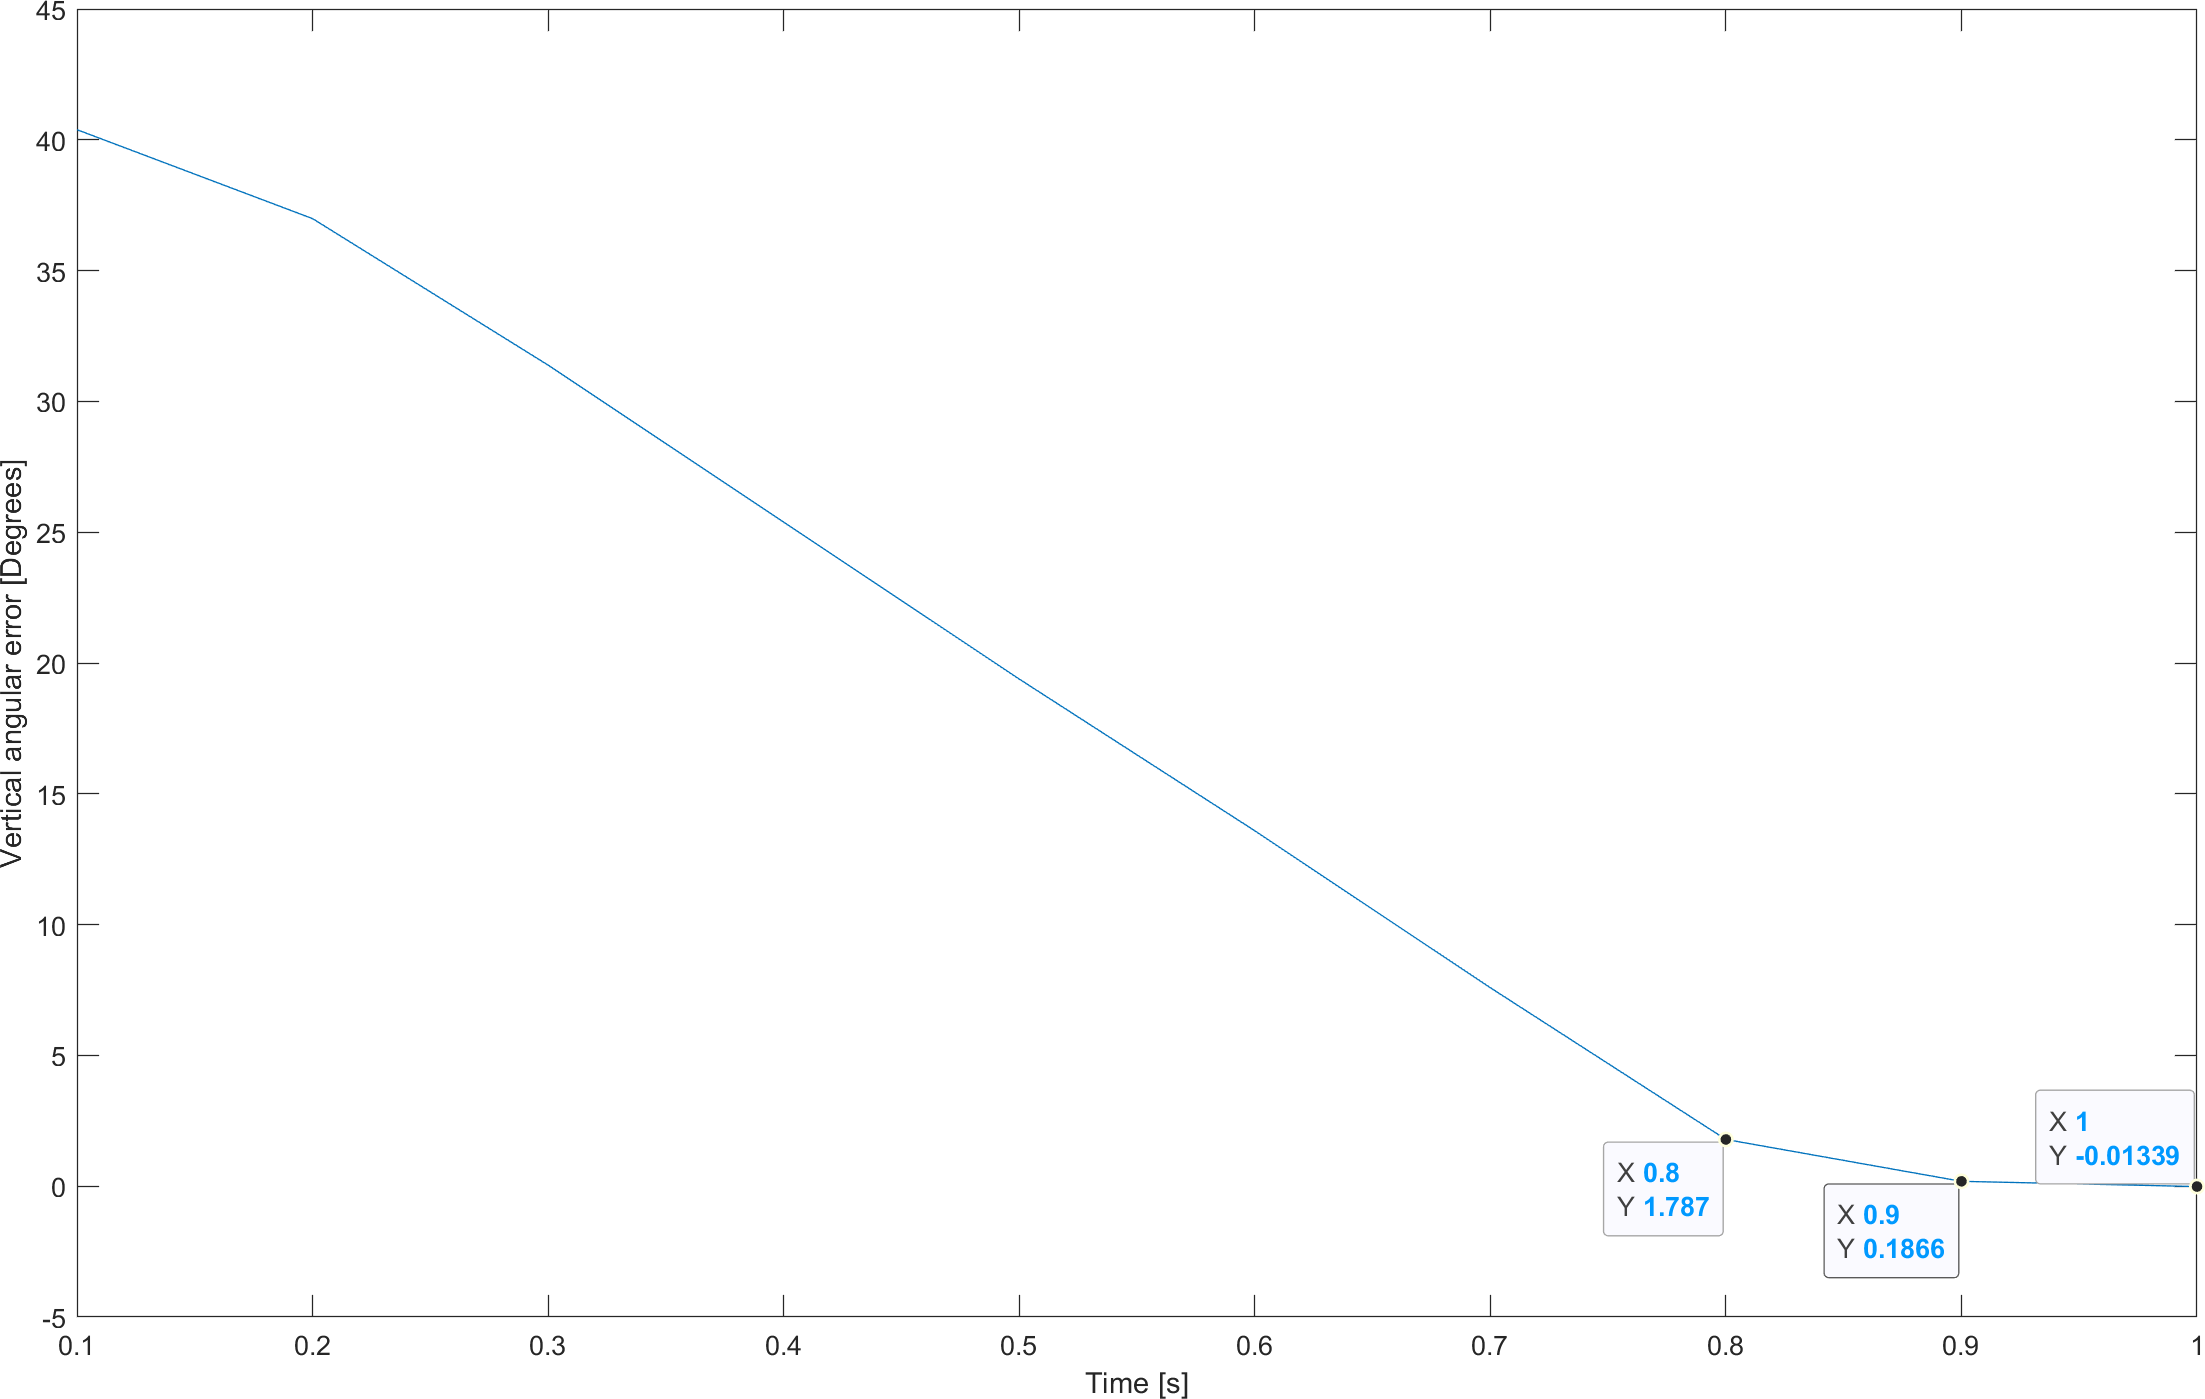 45
40
35
30
25
20
15
10
5
0
-5
Vertical angular error [Degrees]
X 1
Y -0.01339
X 0.8
Y 1.787
X 0.9
Y 0.1866
0.1 0.2 0.3 0.4 0.5 0.6 0.7 0.8 0.9 1
Time [s]